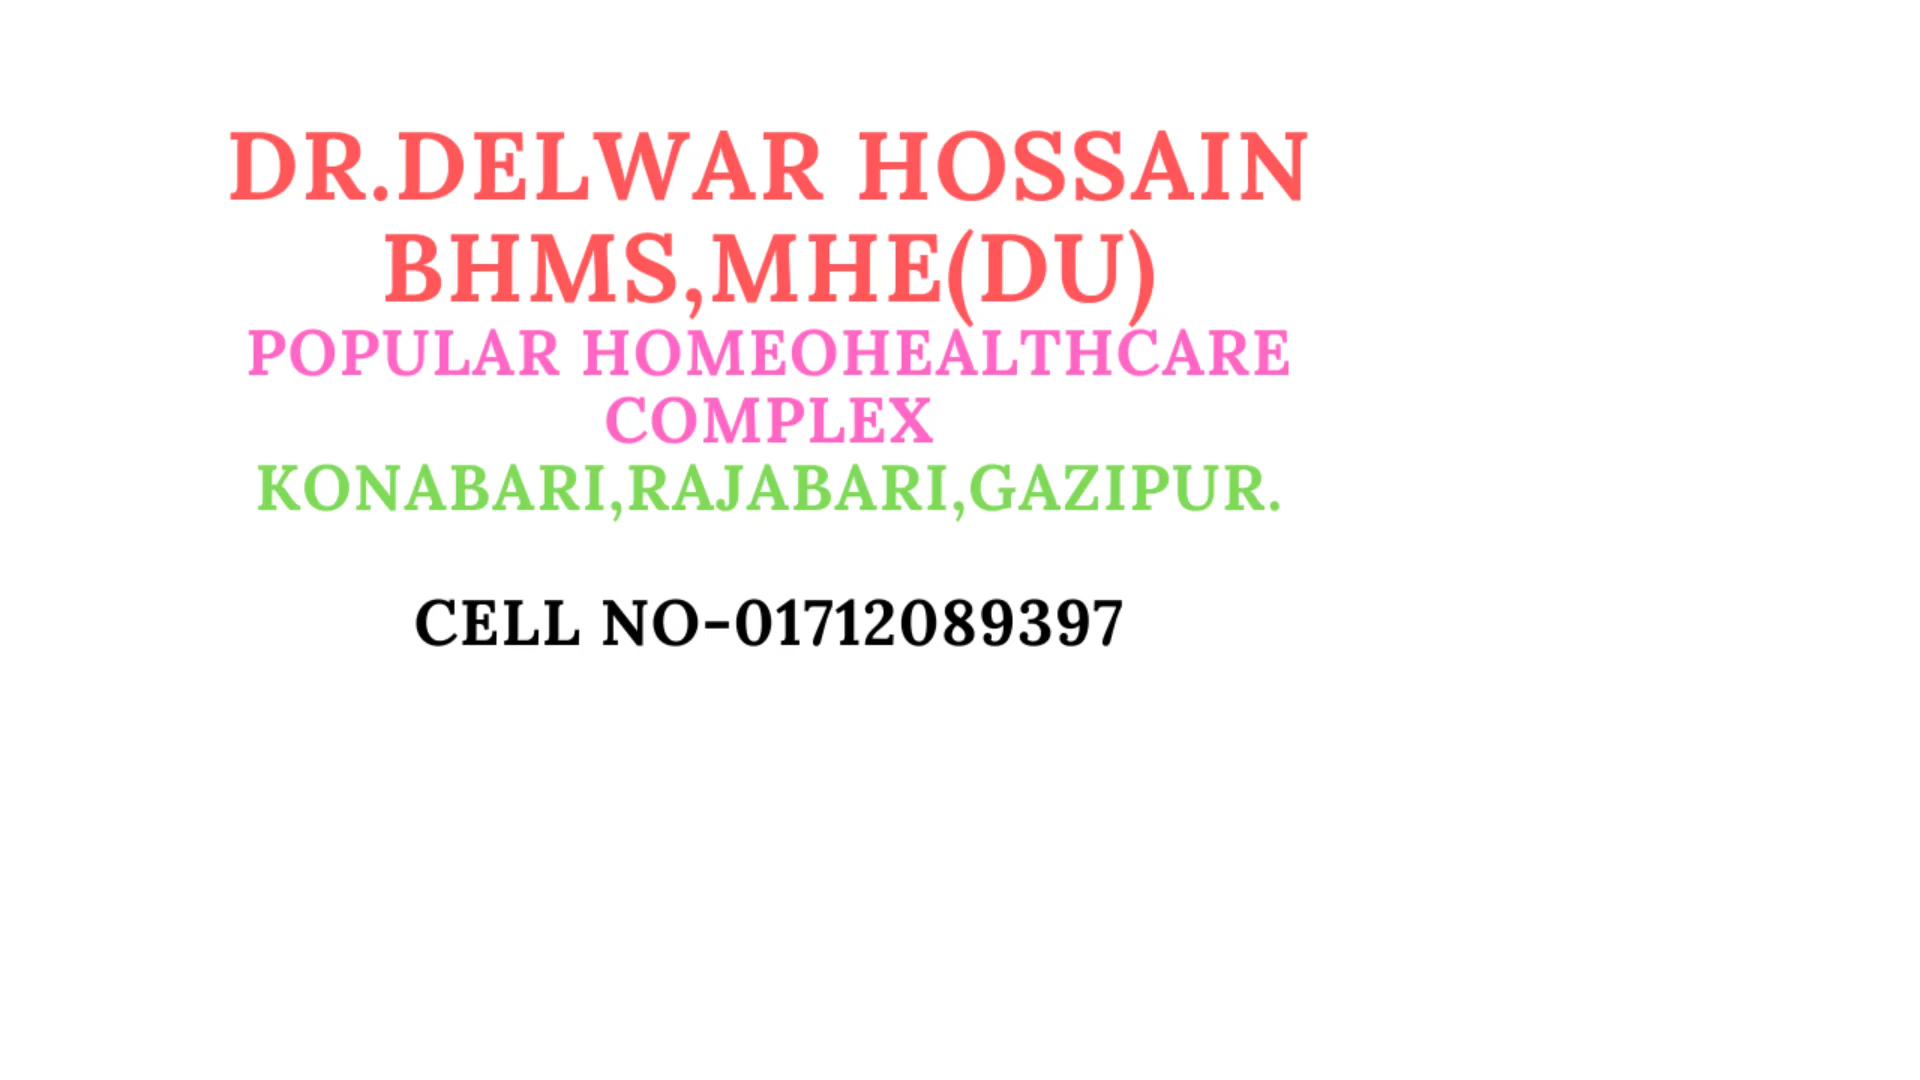 DR.DELWAR HOSSAIN
BHMS,MHE(DU)
POPULAR HOMEOHEALTHCARE
COMPLEX
KONABARI,RAJABARI,GAZIPUR.
CELL NO-01712089397